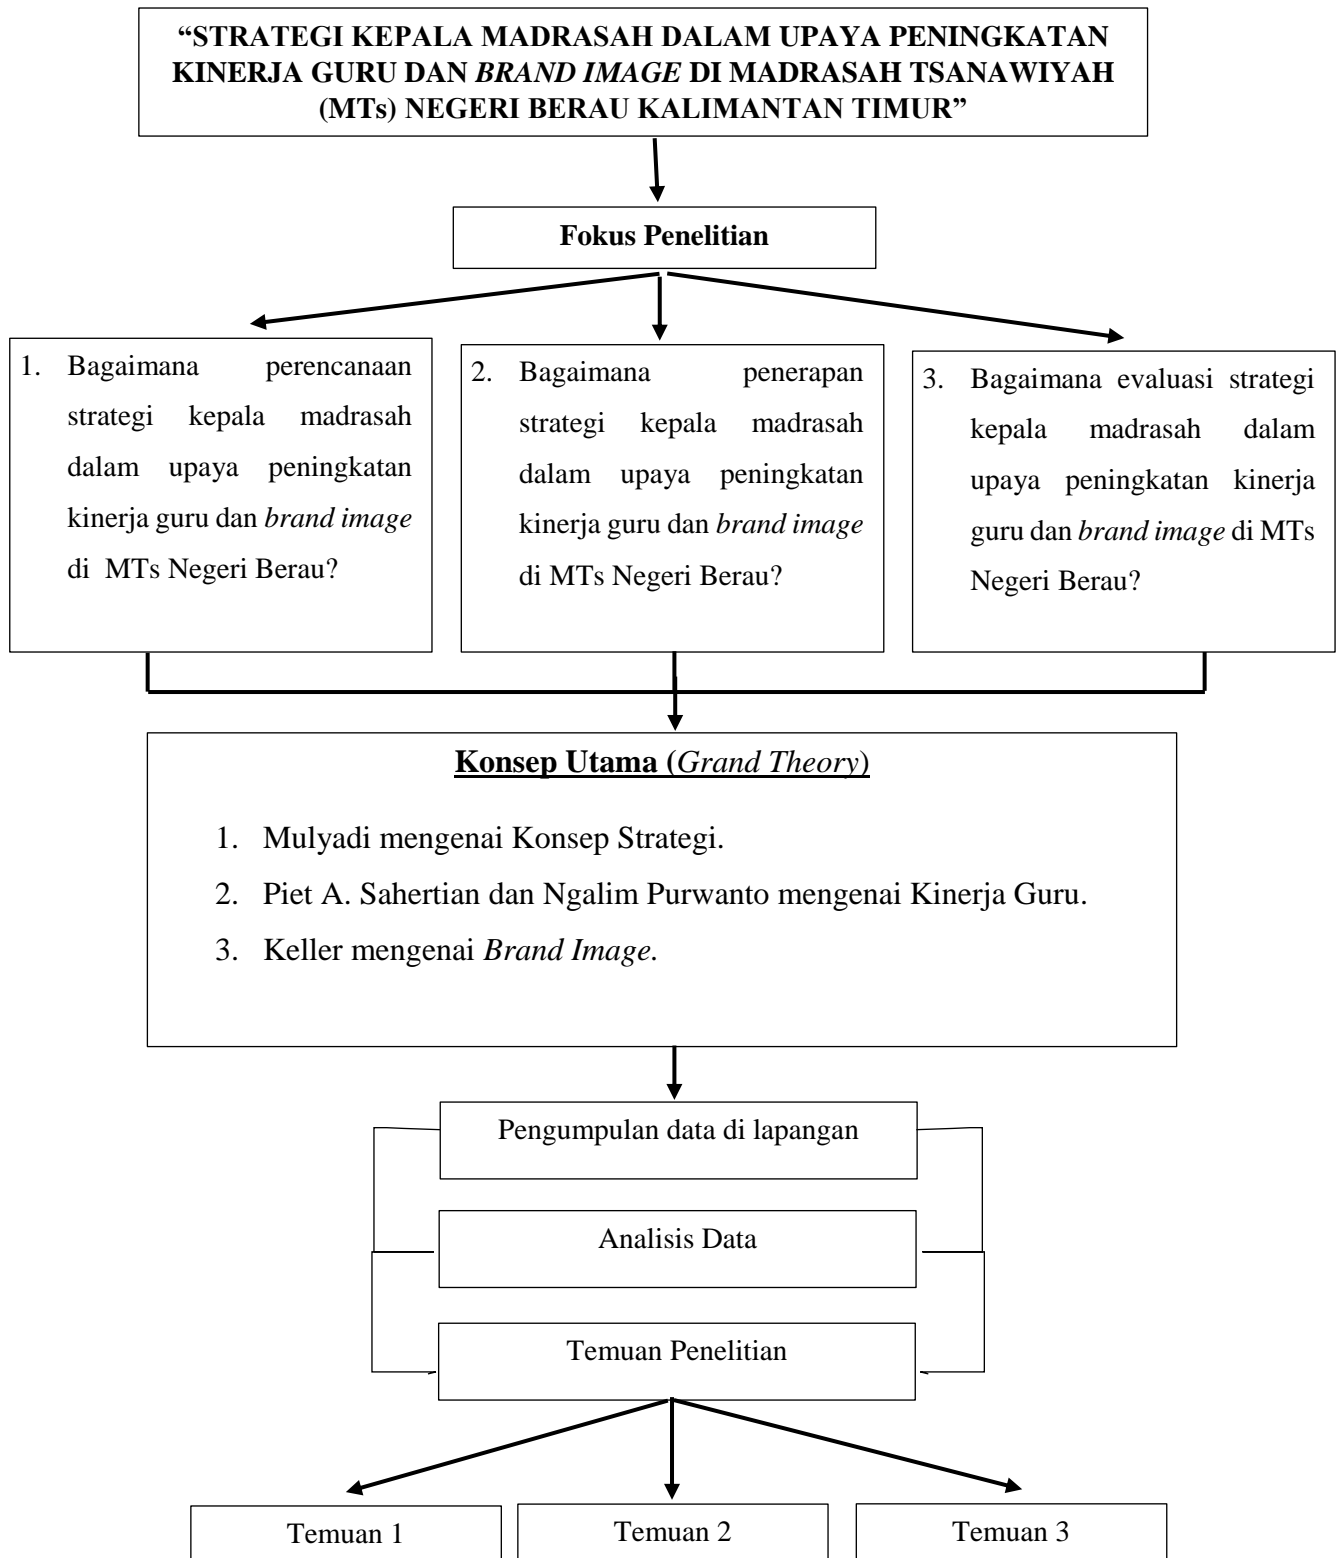 “STRATEGI KEPALA MADRASAH DALAM UPAYA PENINGKATAN
KINERJA GURU DAN BRAND IMAGE DI MADRASAH TSANAWIYAH
(MTs) NEGERI BERAU KALIMANTAN TIMUR”
Fokus Penelitian
1. Bagaimana perencanaan
strategi kepala madrasah
dalam upaya peningkatan
kinerja guru dan brand image
di MTs Negeri Berau?
2. Bagaimana penerapan
strategi kepala madrasah
dalam upaya peningkatan
kinerja guru dan brand image
di MTs Negeri Berau?
3. Bagaimana evaluasi strategi
kepala madrasah dalam
upaya peningkatan kinerja
guru dan brand image di MTs
Negeri Berau?
Konsep Utama (Grand Theory)
1. Mulyadi mengenai Konsep Strategi.
2. Piet A. Sahertian dan Ngalim Purwanto mengenai Kinerja Guru.
3. Keller mengenai Brand Image.
Pengumpulan data di lapangan
Analisis Data
Temuan Penelitian
Temuan 1
Temuan 2
Temuan 3